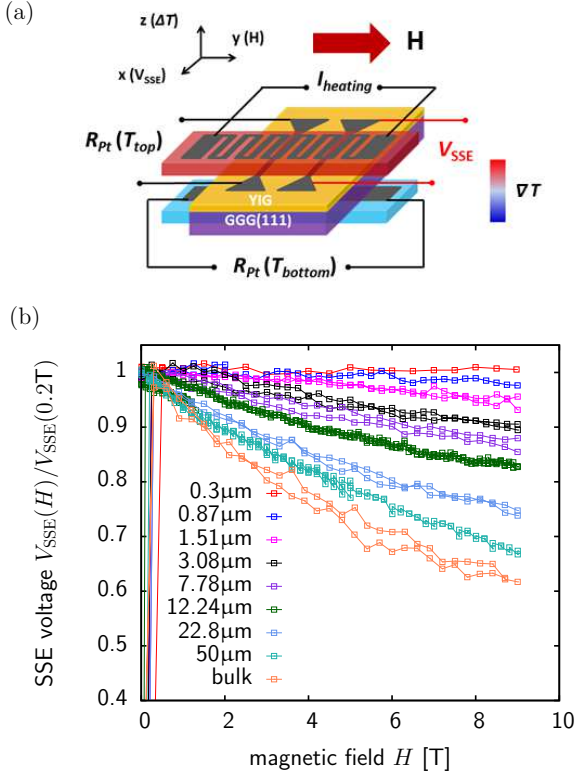 (a)
z (ΔT)
y (H)
x (V_SSE)
H
I_heating
R_Pt (T_top)
V_SSE
∇T
YIG
GGG(111)
R_Pt (T_bottom)
(b)
SSE voltage V_SSE(H)/V_SSE(0.2T)
1
0.9
0.8
0.7
0.6
0.5
0.4
0.3μm
0.87μm
1.51μm
3.08μm
7.78μm
12.24μm
22.8μm
50μm
bulk
0 2 4 6 8 10
magnetic field H [T]